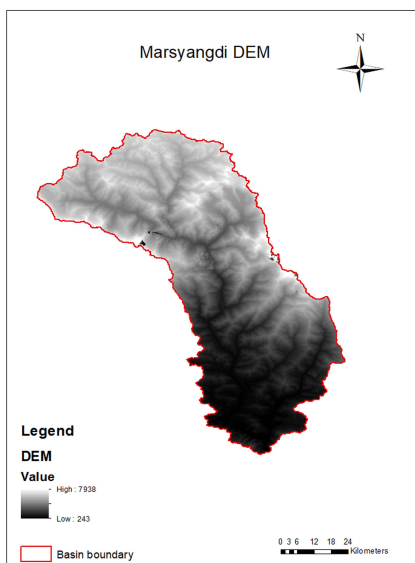 Marsyangdi DEM
N
Legend
DEM
Value
High : 7938
Low : 243
Basin boundary
0 3 6 12 18 24
Kilometers